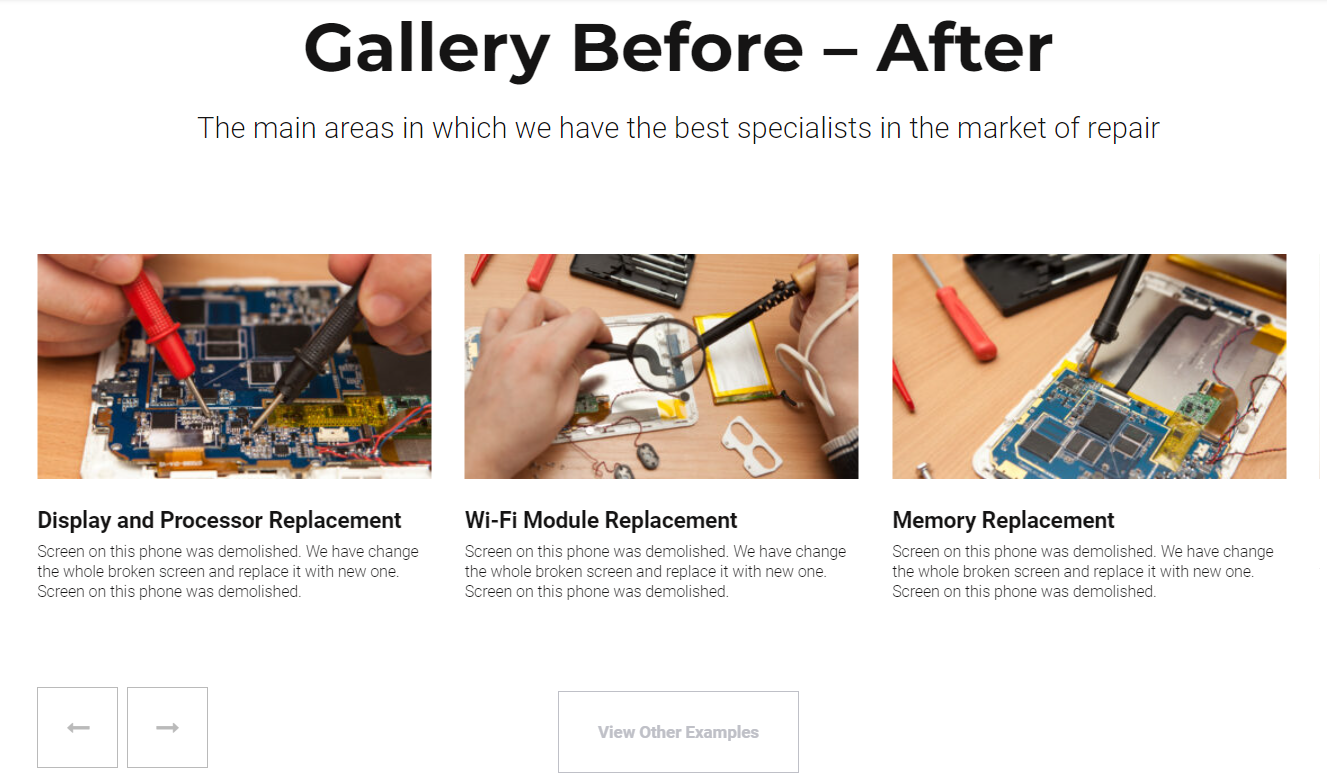 Gallery Before – After
The main areas in which we have the best specialists in the market of repair
Display and Processor Replacement
Screen on this phone was demolished. We have change
the whole broken screen and replace it with new one.
Screen on this phone was demolished.
Wi-Fi Module Replacement
Screen on this phone was demolished. We have change
the whole broken screen and replace it with new one.
Screen on this phone was demolished.
Memory Replacement
Screen on this phone was demolished. We have change
the whole broken screen and replace it with new one.
Screen on this phone was demolished.
View Other Examples